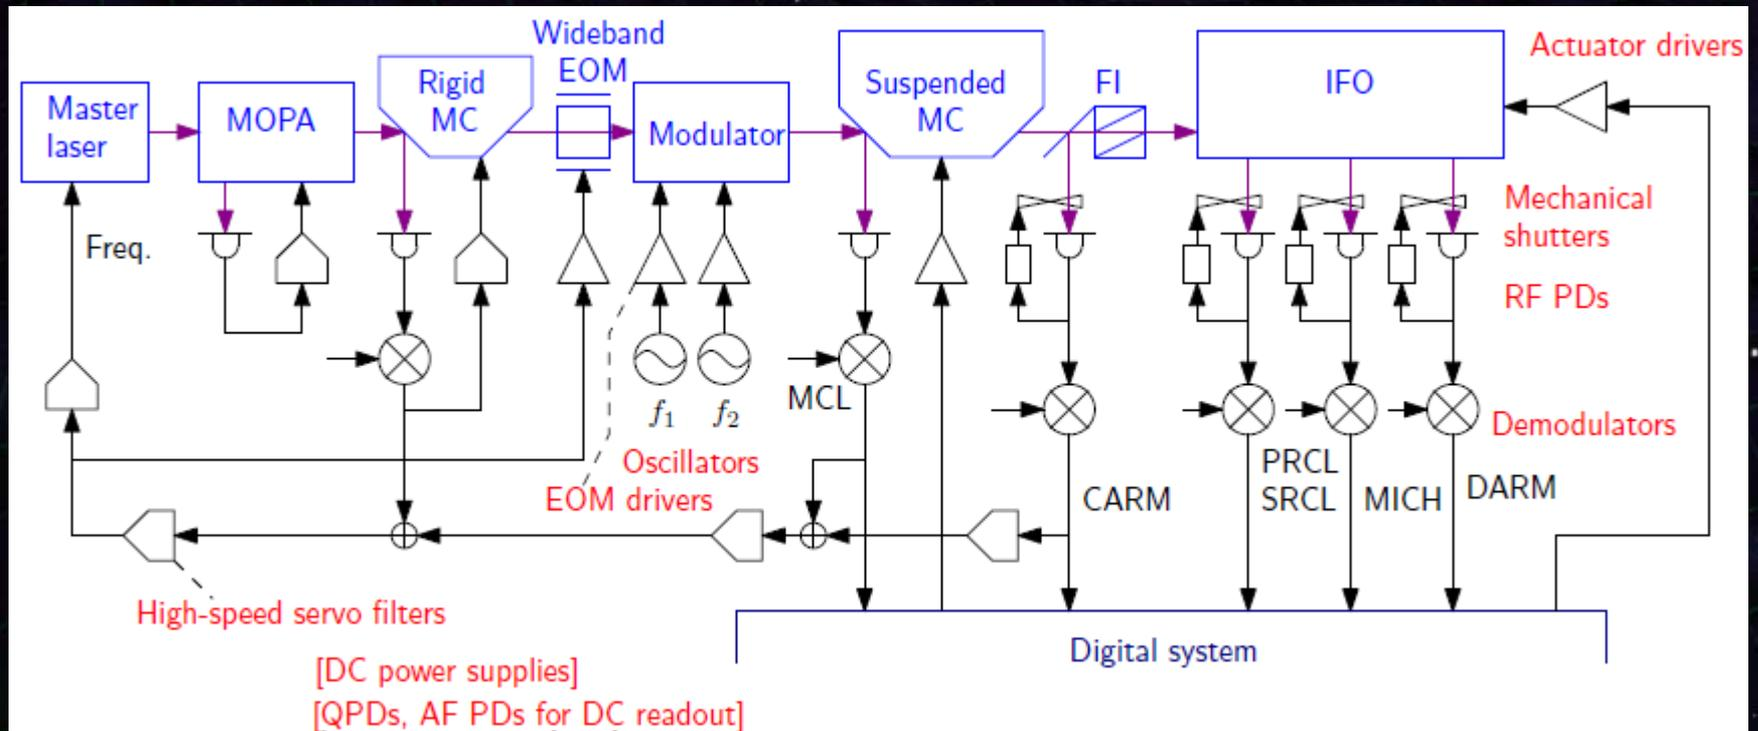 Wideband
EOM
Actuator drivers
Master
laser
MOPA
Rigid
MC
Modulator
Suspended
MC
FI
IFO
Mechanical
shutters
Freq.
RF PDs
f1
f2
MCL
Demodulators
Oscillators
EOM drivers
CARM
PRCL
SRCL
MICH
DARM
High-speed servo filters
Digital system
[DC power supplies]
[QPDs, AF PDs for DC readout]